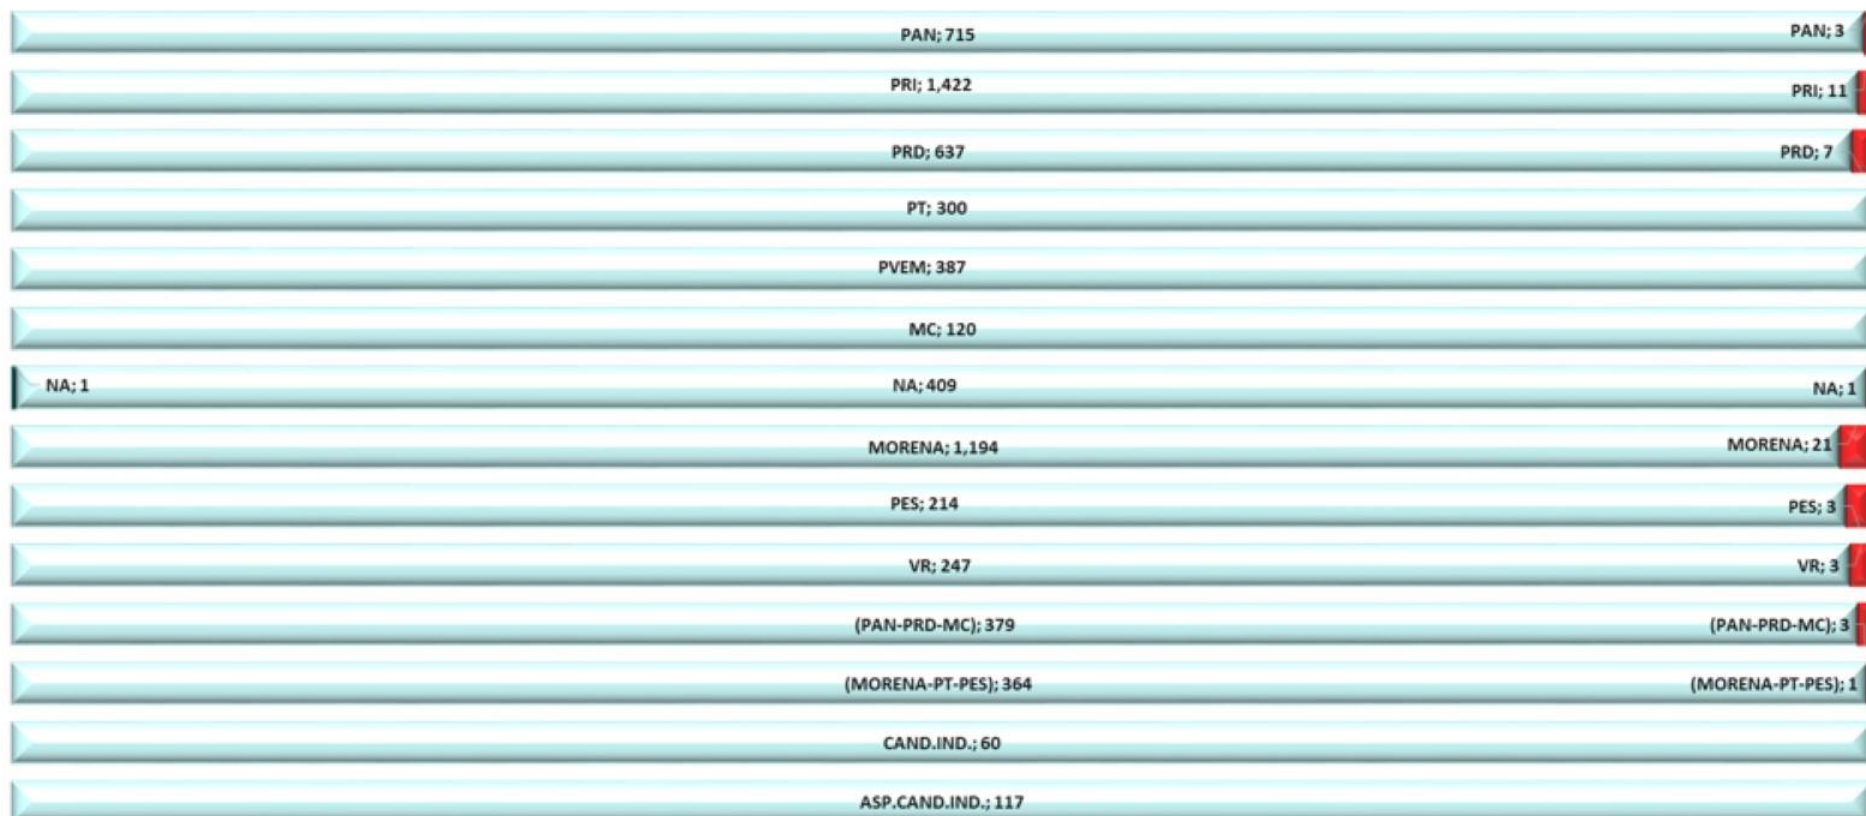 PAN; 715 PAN; 3
PRI; 1,422 PRI; 11
PRD; 637 PRD; 7
PT; 300
PVEM; 387
MC; 120
NA; 1 NA; 409 NA; 1
MORENA; 1,194 MORENA; 21
PES; 214 PES; 3
VR; 247 VR; 3
(PAN-PRD-MC); 379 (PAN-PRD-MC); 3
(MORENA-PT-PES); 364 (MORENA-PT-PES); 1
CAND.IND.; 60
ASP.CAND.IND.; 117